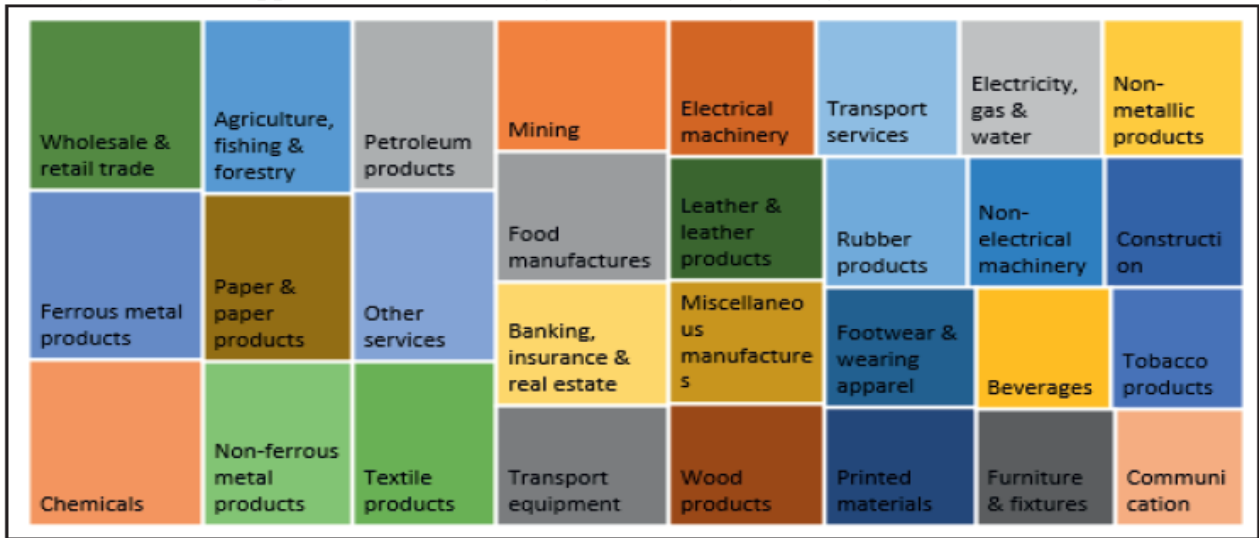 Wholesale &
retail trade
Agriculture,
fishing &
forestry
Petroleum
products
Mining
Electrical
machinery
Transport
services
Electricity,
gas &
water
Non-
metallic
products
Food
manufactures
Leather &
leather
products
Rubber
products
Non-
electrical
machinery
Constructi
on
Ferrous metal
products
Paper &
paper
products
Other
services
Banking,
insurance &
real estate
Miscellaneo
us
manufacture
s
Footwear &
wearing
apparel
Beverages
Tobacco
products
Chemicals
Non-ferrous
metal
products
Textile
products
Transport
equipment
Wood
products
Printed
materials
Furniture
& fixtures
Communi
cation